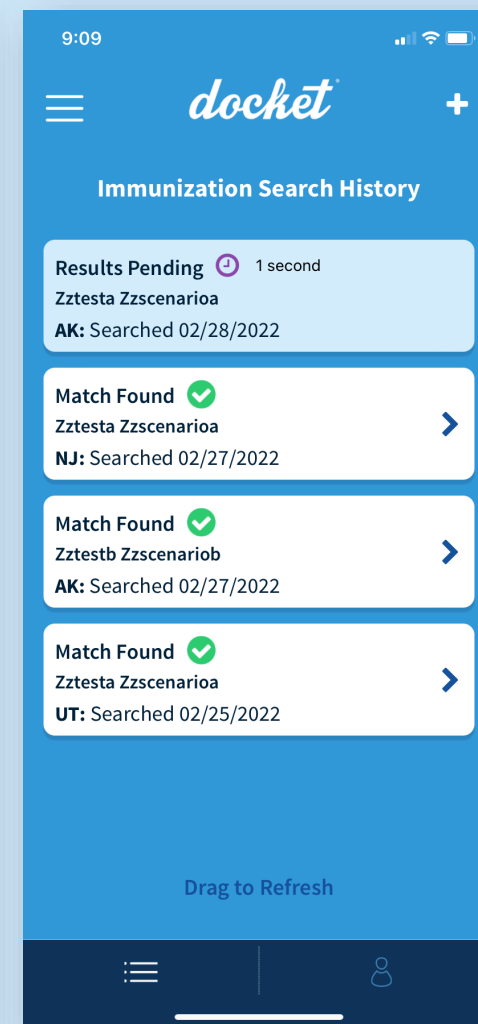 9:09
docket
Immunization Search History
Results Pending 1 second
Zztesta Zzscenarioa
AK: Searched 02/28/2022
Match Found
Zztesta Zzscenarioa
NJ: Searched 02/27/2022
Match Found
Zztestb Zzscenariob
AK: Searched 02/27/2022
Match Found
Zztesta Zzscenarioa
UT: Searched 02/25/2022
Drag to Refresh